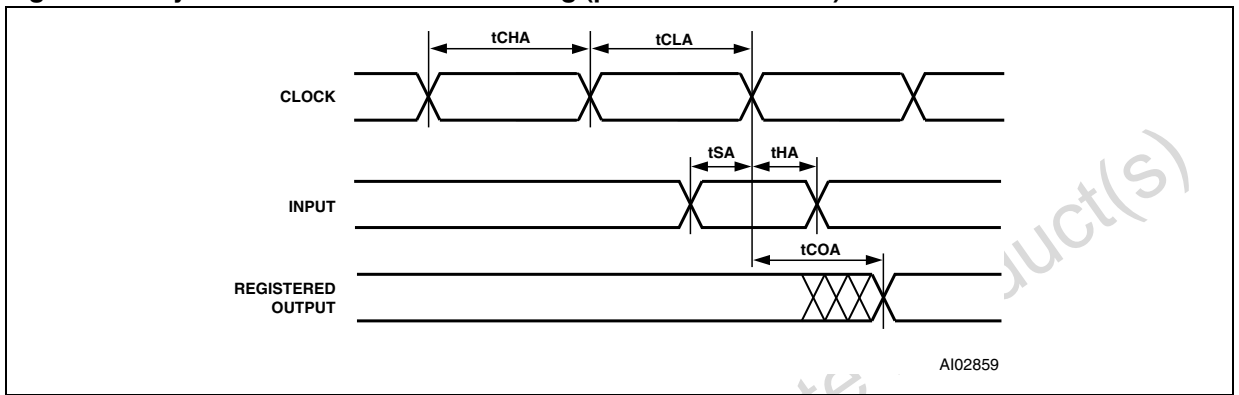 tCHA tCLA
CLOCK
tSA tHA
INPUT
tCOA
REGISTERED
OUTPUT
AI02859